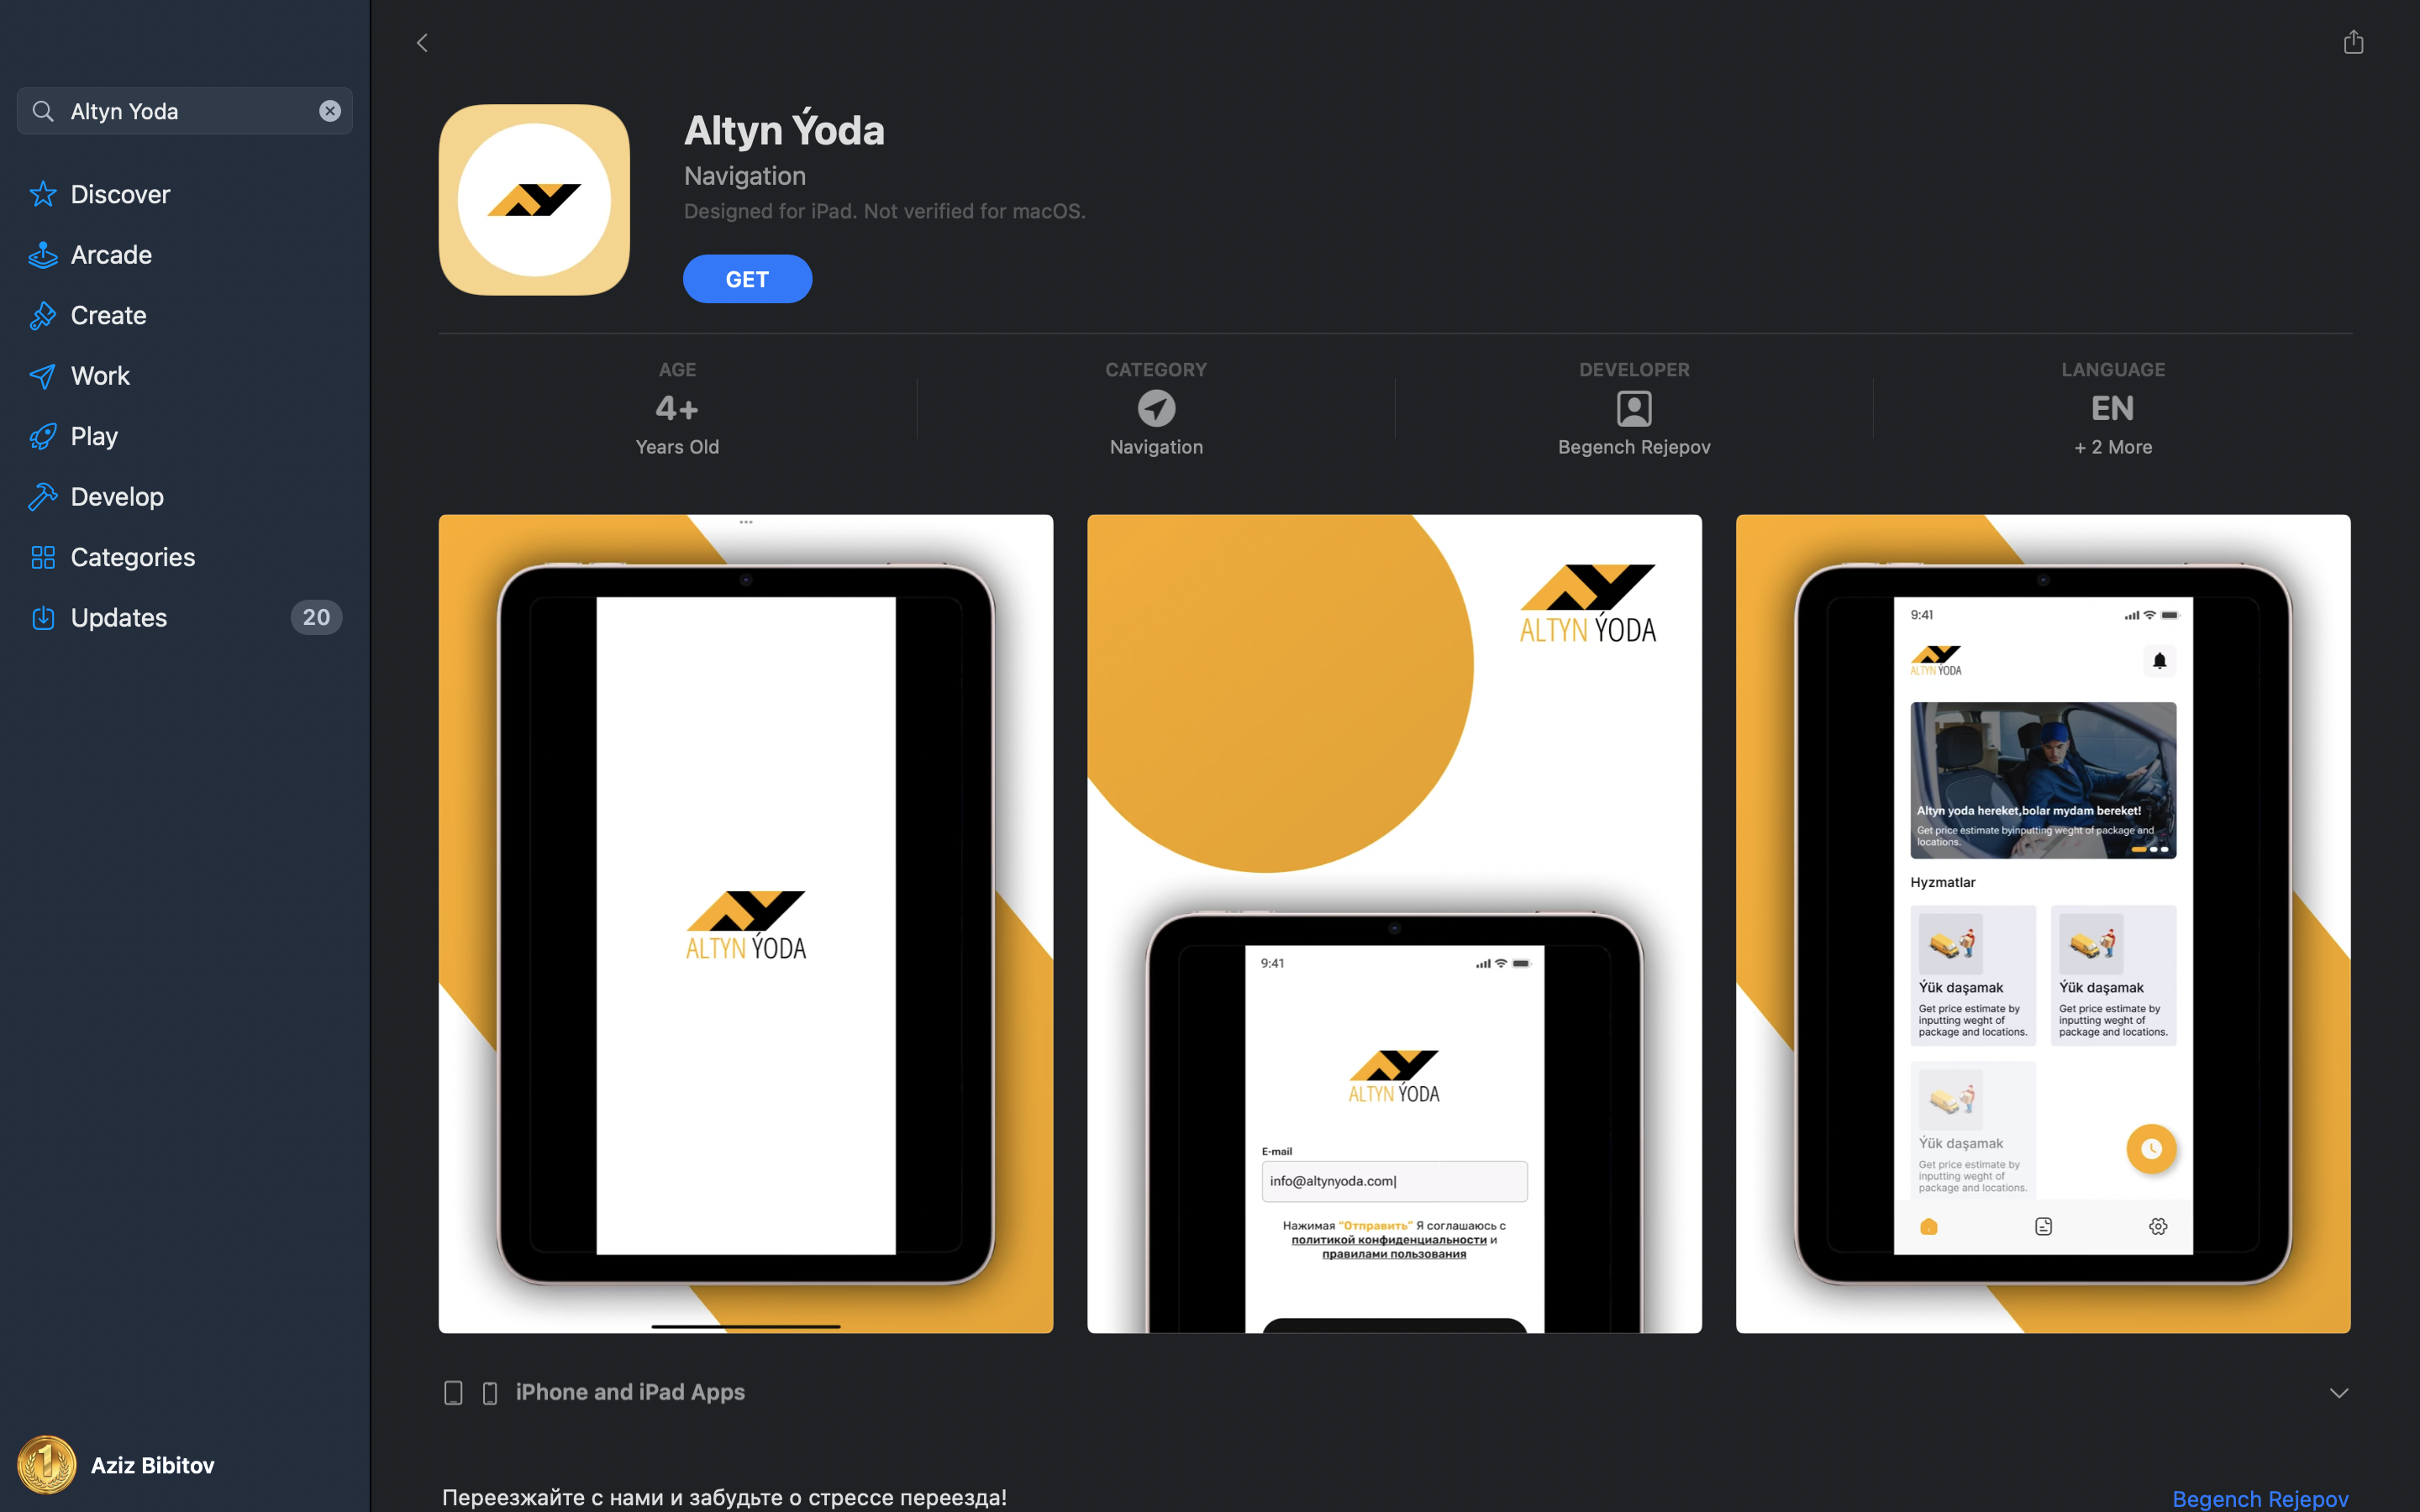 Altyn Yoda
Discover
Arcade
Create
Work
Play
Develop
Categories
Updates 20
Aziz Bibitov
Altyn Ýoda
Navigation
Designed for iPad. Not verified for macOS.
GET
AGE
4+
Years Old
CATEGORY
Navigation
DEVELOPER
Begench Rejepov
LANGUAGE
EN
+ 2 More
ALTYN ÝODA
ALTYN ÝODA
9:41
ALTYN ÝODA
E-mail
info@altynyoda.com
Нажимая "Отправить" Я соглашаюсь с
политикой конфиденциальности и
правилами пользования
9:41
ALTYN ÝODA
Altyn yoda hereket,bolar mydam bereket!
Get price estimate byinputting weght of package and
locations.
Hyzmatlar
Ýük daşamak
Get price estimate by
inputting weght of
package and locations.
Ýük daşamak
Get price estimate by
inputting weght of
package and locations.
Ýük daşamak
Get price estimate by
inputting weght of
package and locations.
iPhone and iPad Apps
Переезжайте с нами и забудьте о стрессе переезда!
Begench Rejepov